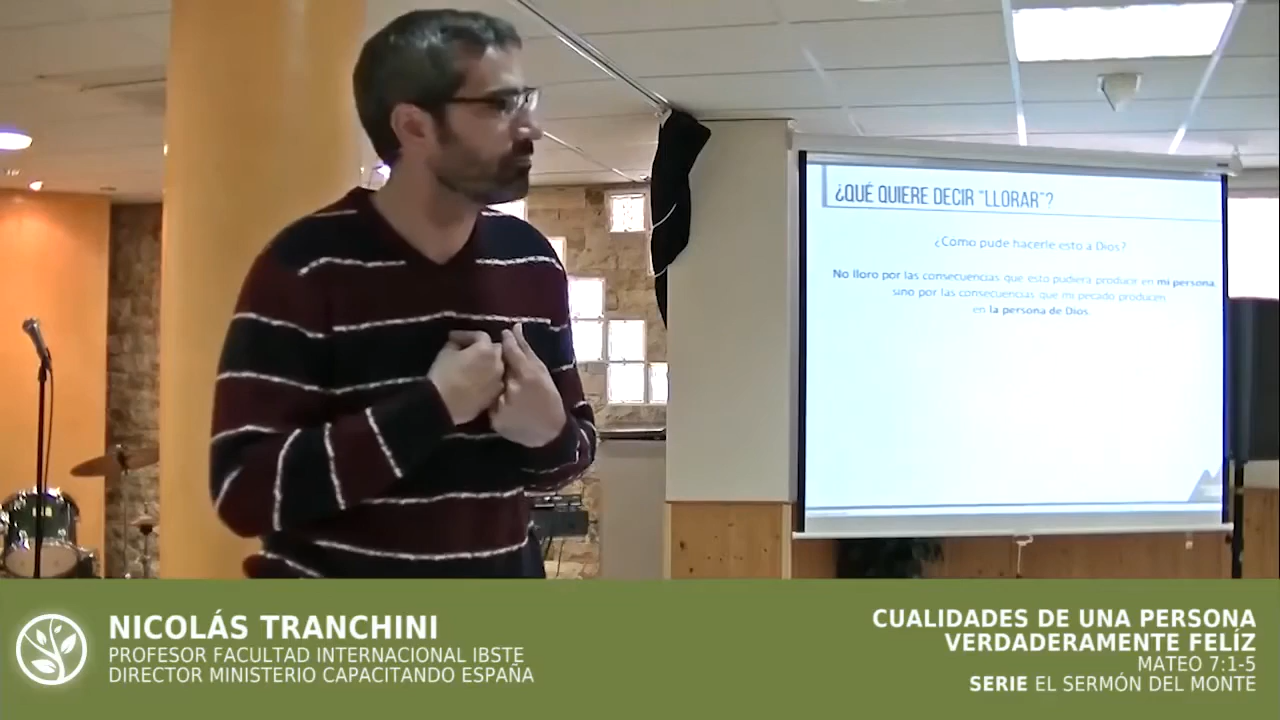 ¿QUÉ QUIERE DECIR "LLORAR"?
¿Como pude hacerle esto a Dios?
No lloro por las consecuencias que esto pudiera producir en mi persona,
sino por las consecuencias que mi pecado producen
en la persona de Dios.
NICOLÁS TRANCHINI
PROFESOR FACULTAD INTERNACIONAL IBSTE
DIRECTOR MINISTERIO CAPACITANDO ESPAÑA
CUALIDADES DE UNA PERSONA
VERDADERAMENTE FELÍZ
MATEO 7:1-5
SERIE EL SERMÓN DEL MONTE